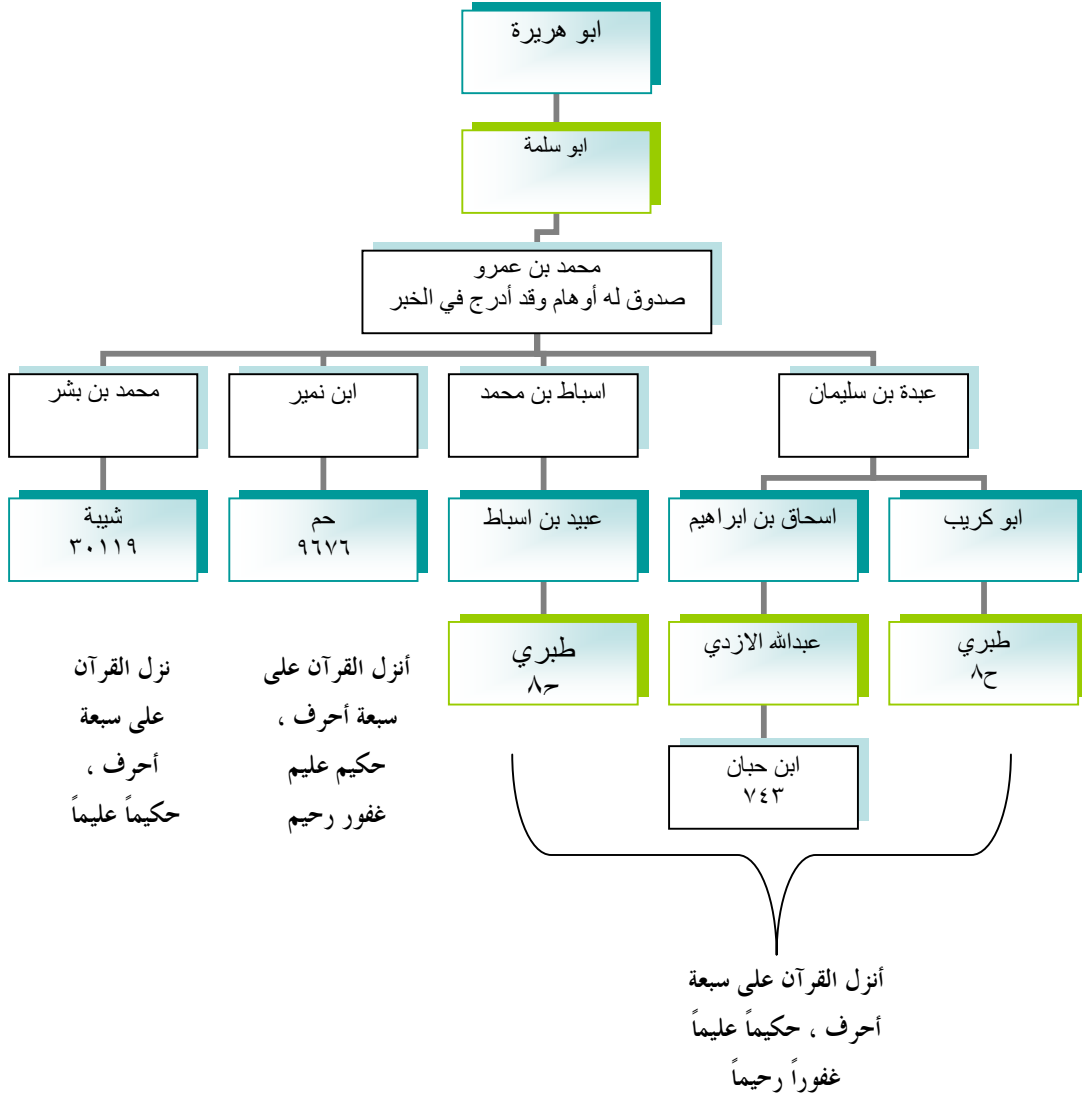 ابو هريرة
ابو سلمة
محمد بن عمرو
صدوق له أوهام وقد أدرج في الخبر
عبدة بن سليمان
اسباط بن محمد
ابن نمير
محمد بن بشر
ابو كريب
اسحاق بن ابراهيم
عبيد بن اسباط
حم
٩٦٧٦
شيبة
٣٠١١٩
طبري
ح٨
عبدالله الازدي
طبري
ح٨
ابن حبان
٧٤٣
أنزل القرآن على
سبعة أحرف ،
حكيم عليم
غفور رحيم
نزل القرآن
على سبعة
أحرف ،
حكيماً عليماً
أنزل القرآن على سبعة
أحرف ، حكيماً عليماً
غفوراً رحيماً